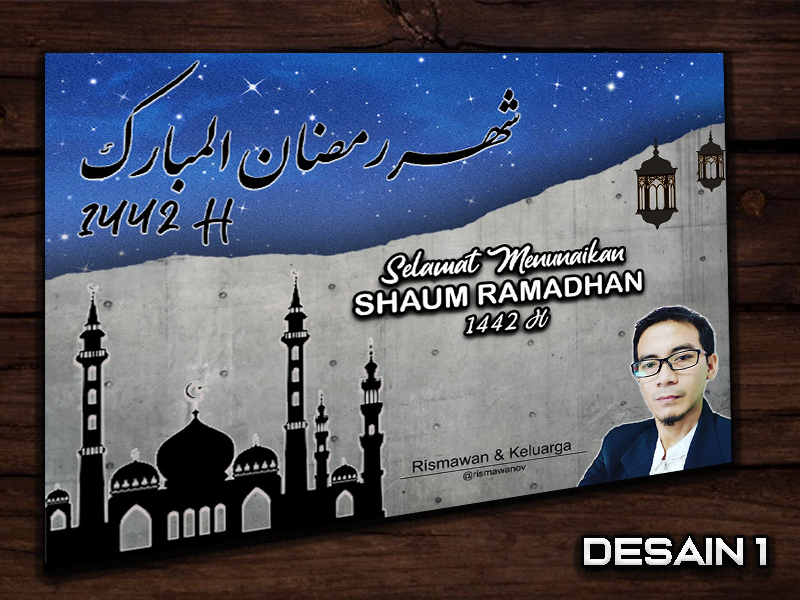 شهر رمضان المبارك
1442 H
Selamat Menunaikan
SHAUM RAMADHAN
1442 H
Rismawan & Keluarga
@rismawanov
DESAIN 1